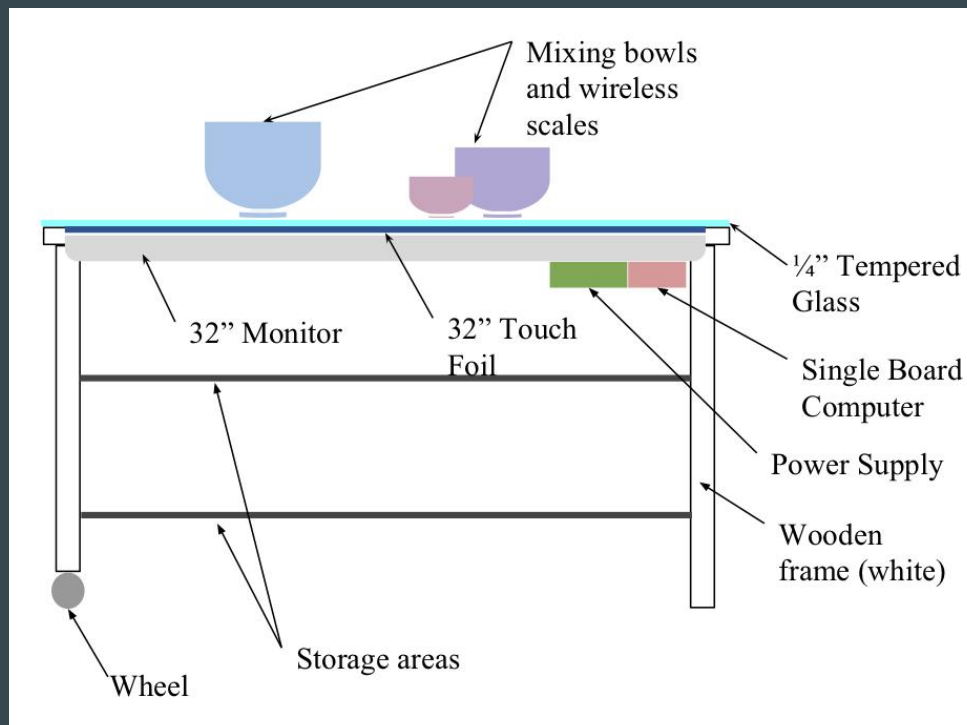 Mixing bowls
and wireless
scales
¼” Tempered
Glass
32” Monitor
32” Touch
Foil
Single Board
Computer
Power Supply
Wooden
frame (white)
Storage areas
Wheel